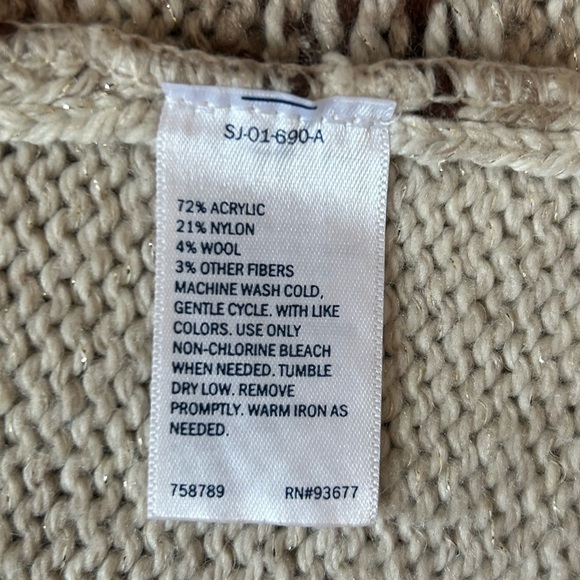 SJ-01-690-A
72% ACRYLIC
21% NYLON
4% WOOL
3% OTHER FIBERS
MACHINE WASH COLD,
GENTLE CYCLE. WITH LIKE
COLORS. USE ONLY
NON-CHLORINE BLEACH
WHEN NEEDED. TUMBLE
DRY LOW. REMOVE
PROMPTLY. WARM IRON AS
NEEDED.
758789 RN#93677